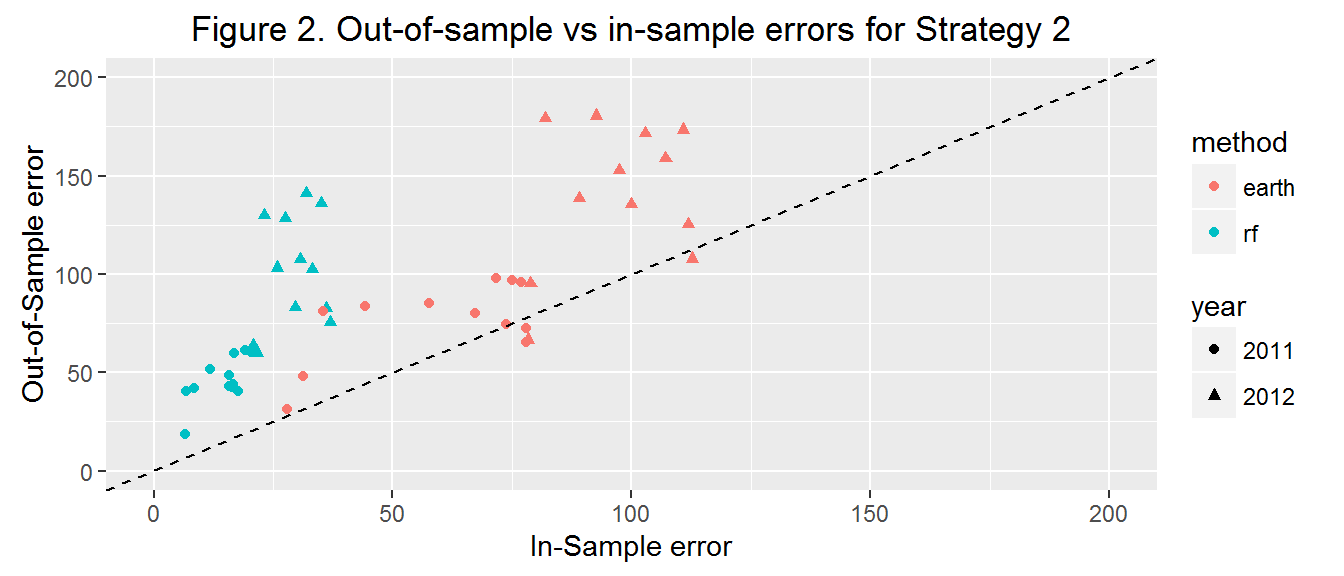 Figure 2. Out-of-sample vs in-sample errors for Strategy 2
200
150
100
50
0
Out-of-Sample error
0 50 100 150 200
In-Sample error
method
earth
rf
year
2011
2012